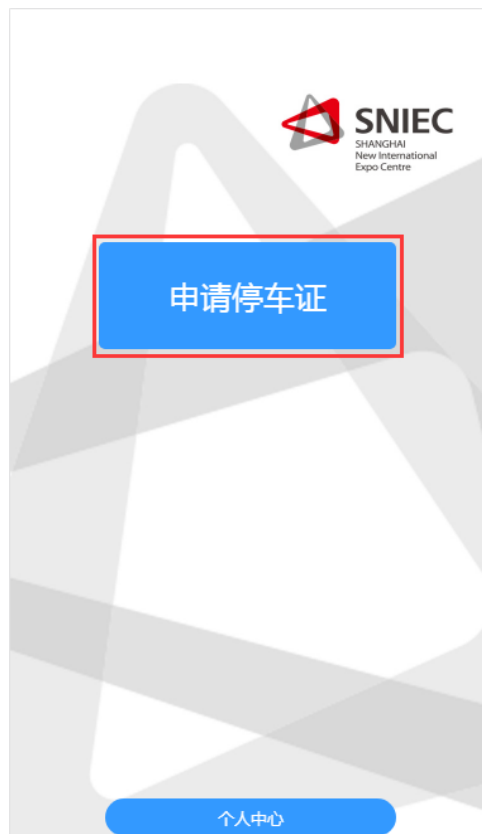 SNIEC
SHANGHAI
New International
Expo Centre
申请停车证
个人中心